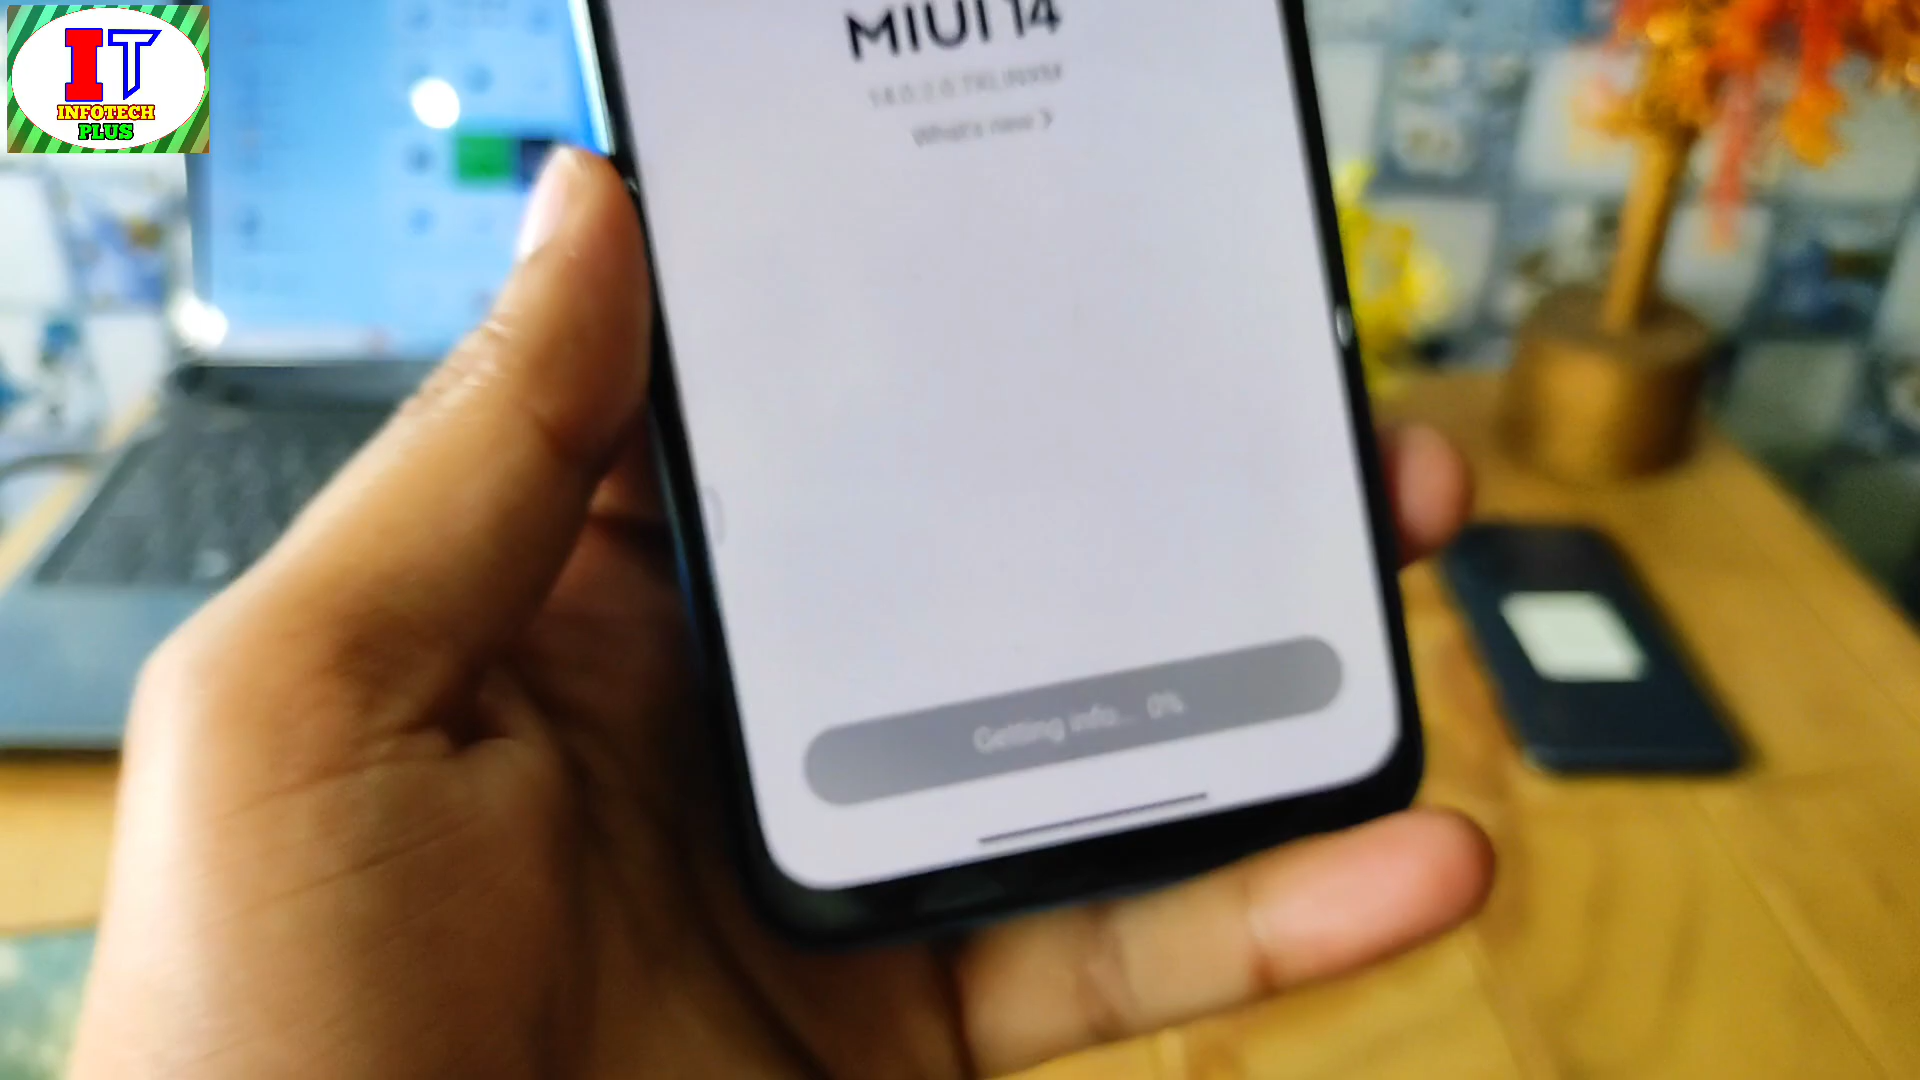 IT
INFOTECH
PLUS
MIUI 14
What's new >
Getting info... 0%